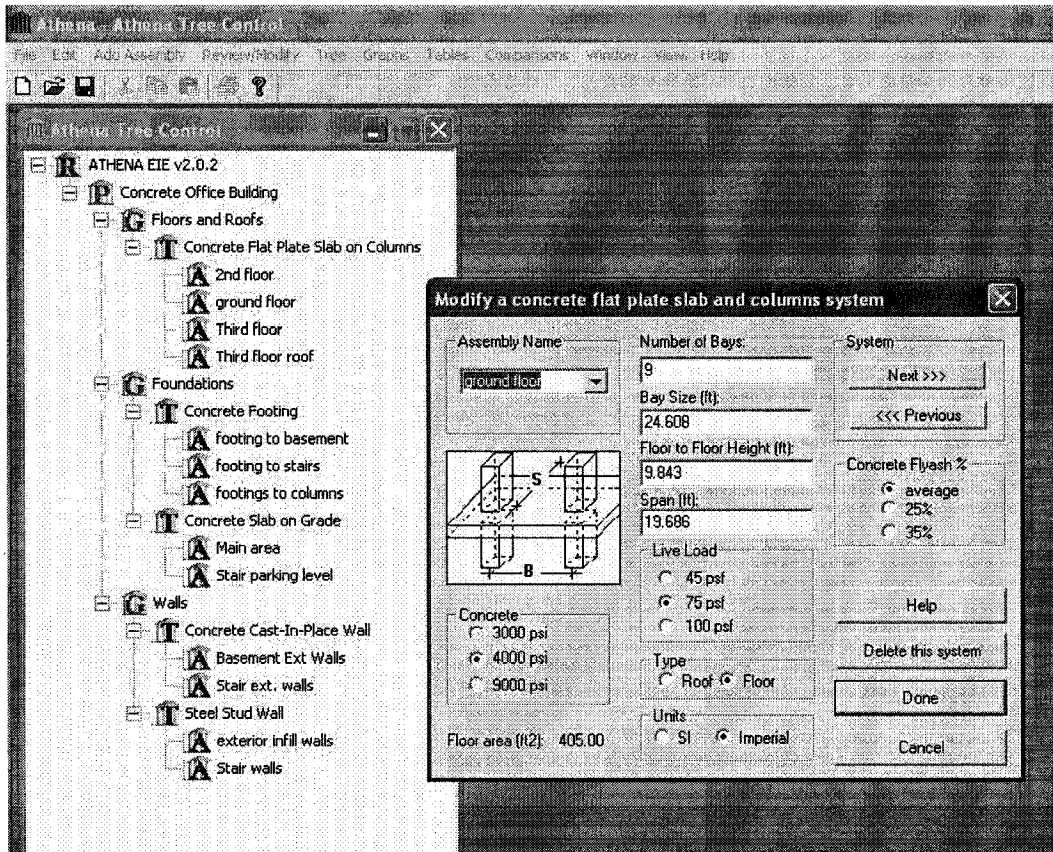 Athena - Athena Tree Control
File Edit Add Assembly Review/Modify Tree Graphs Tables Comparisons Window View Help
Athena Tree Control
R ATHENA EIE v2.0.2
P Concrete Office Building
G Floors and Roofs
T Concrete Flat Plate Slab on Columns
A 2nd floor
A ground floor
A Third floor
A Third floor roof
G Foundations
T Concrete Footing
A footing to basement
A footing to stairs
A footings to columns
T Concrete Slab on Grade
A Main area
A Stair parking level
G Walls
T Concrete Cast-In-Place Wall
A Basement Ext Walls
A Stair ext. walls
T Steel Stud Wall
A exterior infill walls
A Stair walls
Modify a concrete flat plate slab and columns system
Assembly Name
ground floor
S
B
Concrete
3000 psi
4000 psi
9000 psi
Floor area (ft2): 405.00
Number of Bays:
9
Bay Size (ft):
24.608
Floor to Floor Height (ft):
9.843
Span (ft):
19.686
Live Load
45 psf
75 psf
100 psf
Type
Roof Floor
Units
SI Imperial
System
Next >>>
<<< Previous
Concrete Flyash %
average
25%
35%
Help
Delete this system
Done
Cancel